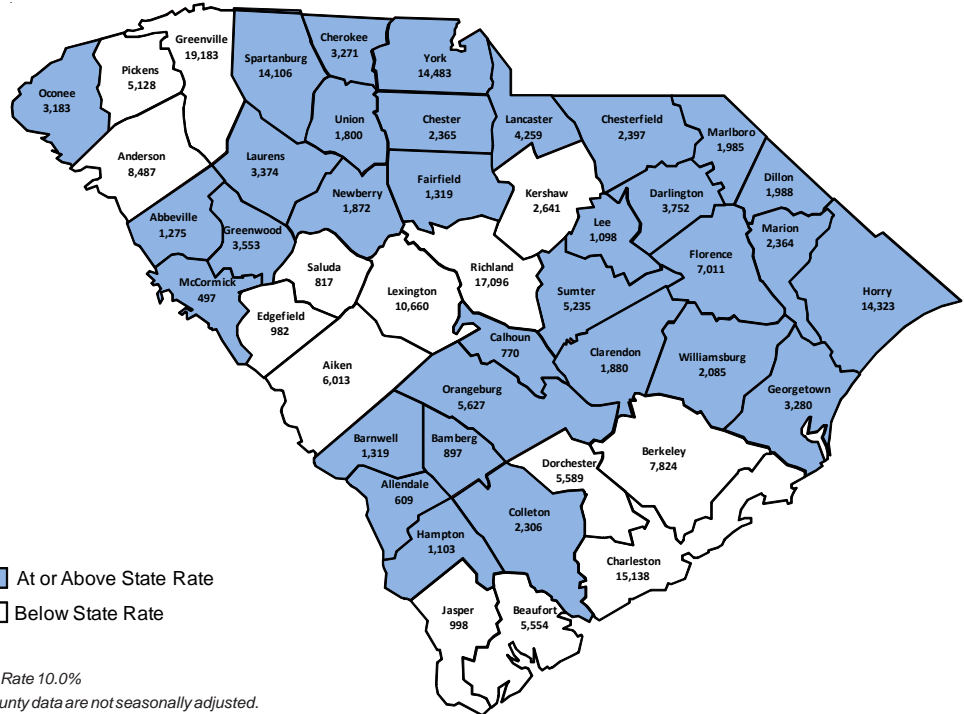 Greenville
19,183
Cherokee
3,271
York
14,483
Spartanburg
14,106
Pickens
5,128
Oconee
3,183
Union
1,800
Chester
2,365
Lancaster
4,259
Chesterfield
2,397
Marlboro
1,985
Anderson
8,487
Laurens
3,374
Newberry
1,872
Fairfield
1,319
Kershaw
2,641
Darlington
3,752
Dillon
1,988
Abbeville
1,275
Greenwood
3,553
Lee
1,098
Marion
2,364
Florence
7,011
McCormick
497
Saluda
817
Lexington
10,660
Richland
17,096
Sumter
5,235
Horry
14,323
Edgefield
982
Calhoun
770
Clarendon
1,880
Williamsburg
2,085
Aiken
6,013
Orangeburg
5,627
Georgetown
3,280
Barnwell
1,319
Bamberg
897
Dorchester
5,589
Berkeley
7,824
Allendale
609
Colleton
2,306
Hampton
1,103
Charleston
15,138
Jasper
998
Beaufort
5,554
At or Above State Rate
Below State Rate
Rate 10.0%
unty data are not seasonally adjusted.